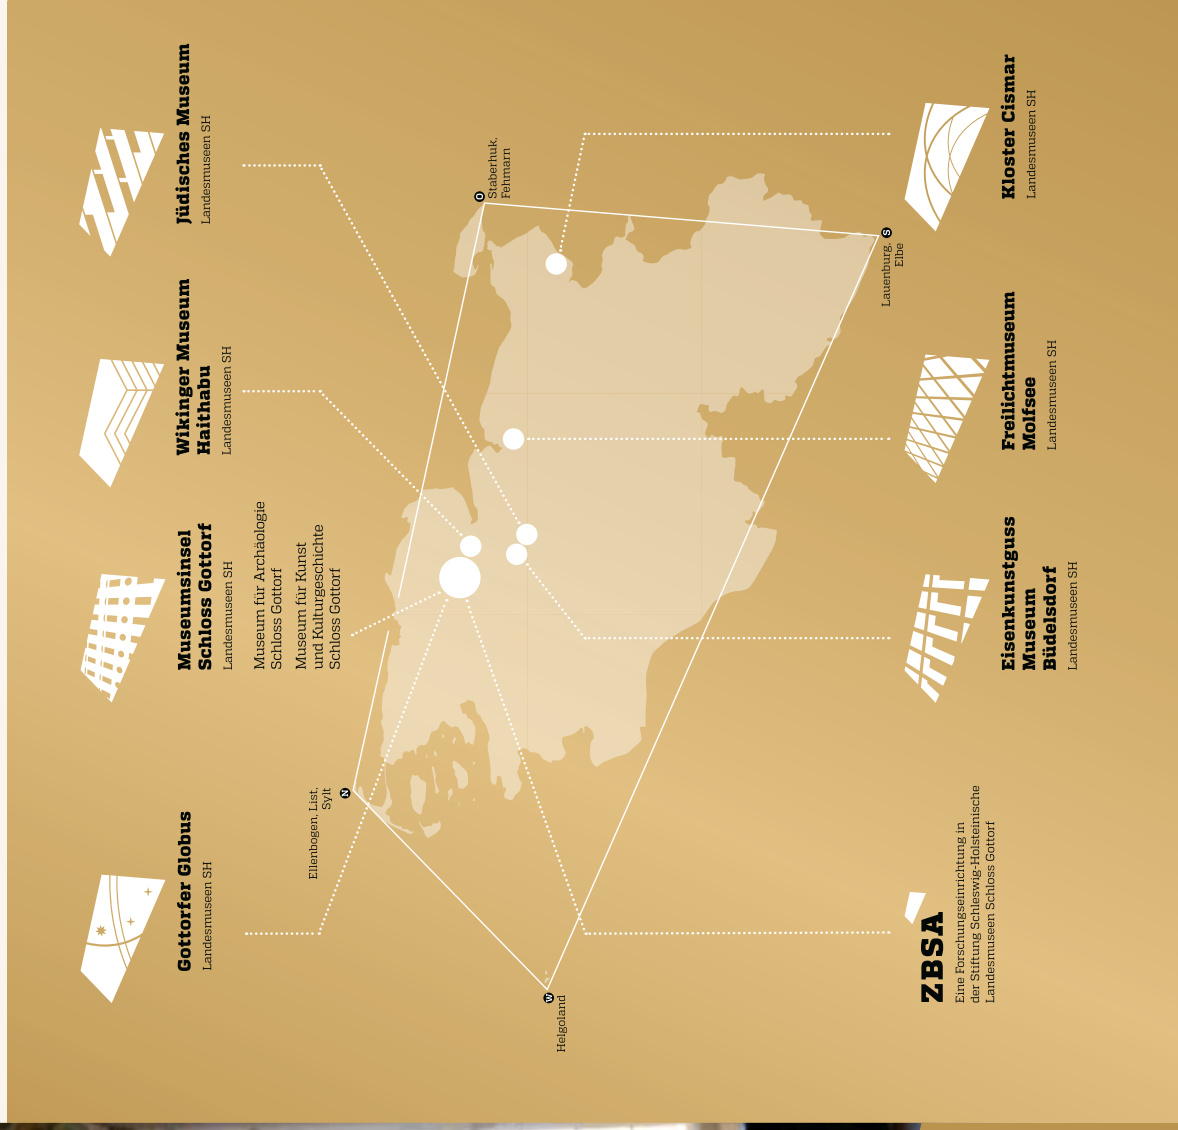 Gottorfer Globus
Landesmuseen SH
Museumsinsel
Schloss Gottorf
Landesmuseen SH
Museum für Archäologie
Schloss Gottorf
Museum für Kunst
und Kulturgeschichte
Schloss Gottorf
Wikinger Museum
Haithabu
Landesmuseen SH
Jüdisches Museum
Landesmuseen SH
Ellenbogen, List,
Sylt
N
O
Staberhuk,
Fehmarn
W
Helgoland
S
Lauenburg,
Elbe
ZBSA
Eine Forschungseinrichtung in
der Stiftung Schleswig-Holsteinische
Landesmuseen Schloss Gottorf
Eisenkunstguss
Museum
Büdelsdorf
Landesmuseen SH
Freilichtmuseum
Molfsee
Landesmuseen SH
Kloster Cismar
Landesmuseen SH